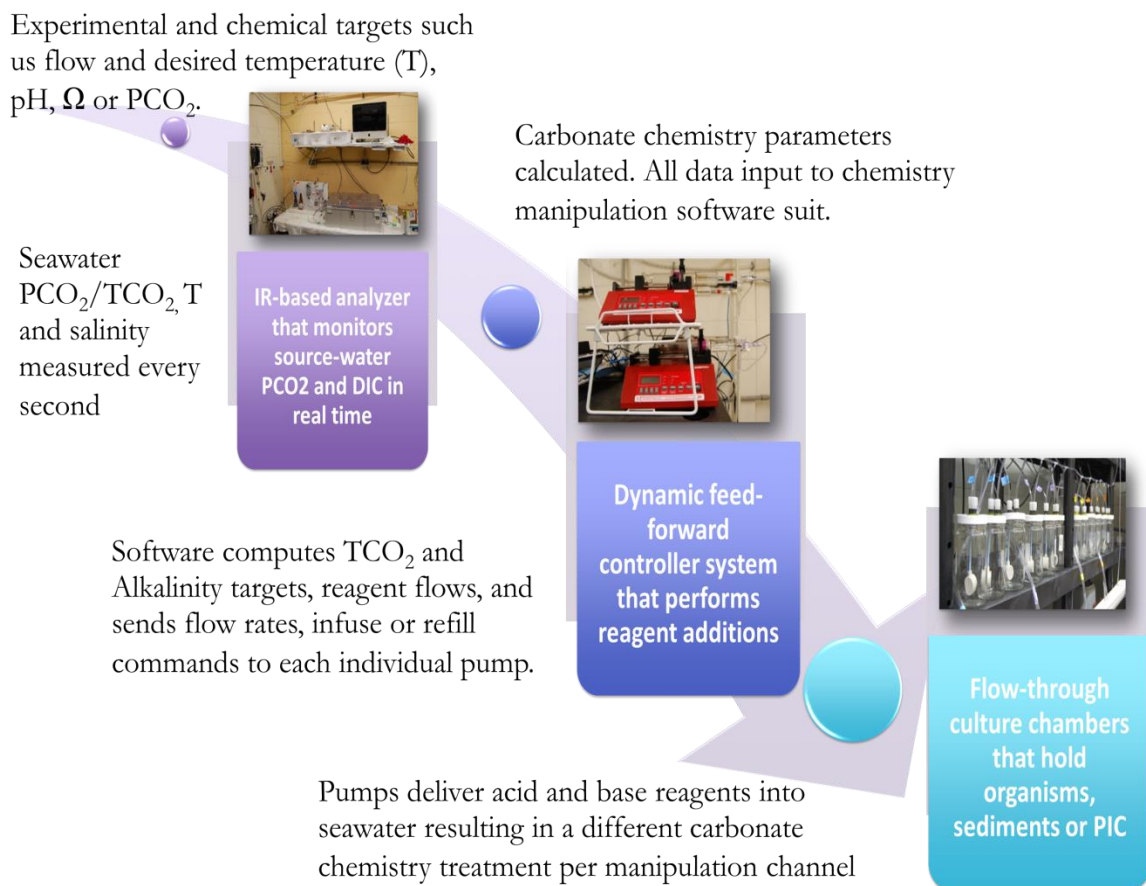 Experimental and chemical targets such
us flow and desired temperature (T),
pH, Ω or PCO₂.
Seawater
PCO₂/TCO₂, T
and salinity
measured every
second
IR-based analyzer
that monitors
source-water
PCO2 and DIC in
real time
Carbonate chemistry parameters
calculated. All data input to chemistry
manipulation software suit.
Software computes TCO₂ and
Alkalinity targets, reagent flows, and
sends flow rates, infuse or refill
commands to each individual pump.
Dynamic feed-
forward
controller system
that performs
reagent additions
Pumps deliver acid and base reagents into
seawater resulting in a different carbonate
chemistry treatment per manipulation channel
Flow-through
culture chambers
that hold
organisms,
sediments or PIC